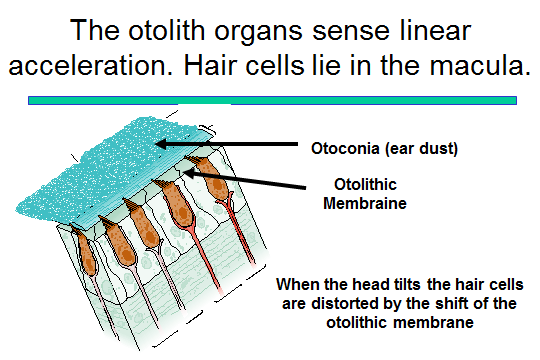 The otolith organs sense linear
acceleration. Hair cells lie in the macula.
Otoconia (ear dust)
Otolithic
Membraine
When the head tilts the hair cells
are distorted by the shift of the
otolithic membrane